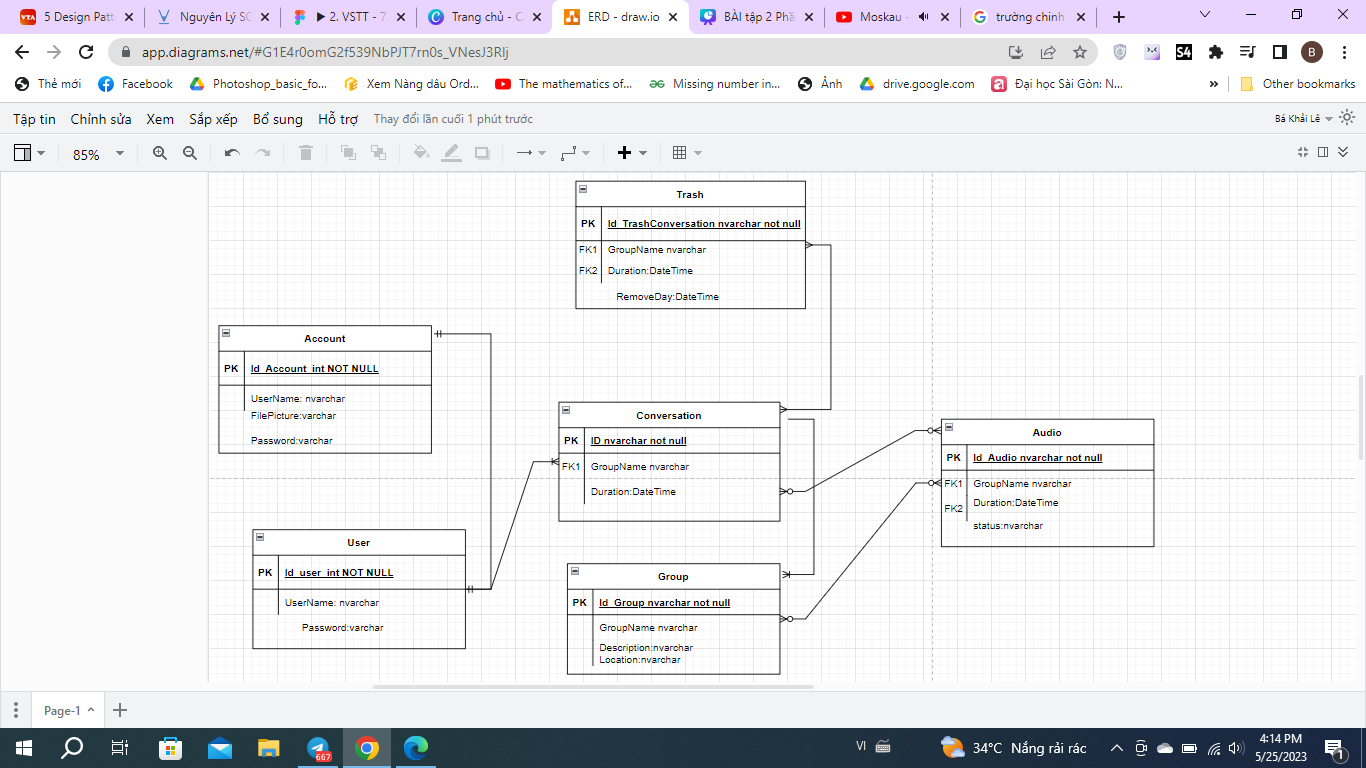 5 Design Patt
Nguyên Lý SO
▶ 2. VSTT - 7
Trang chủ - C
ERD - draw.io
BÀI tập 2 Phầ
Moskau -
trường chinh
app.diagrams.net/#G1E4r0omG2f539NbPJT7rn0s_VNesJ3Rlj
Thẻ mới
Facebook
Photoshop_basic_fo...
Xem Nàng dâu Ord...
The mathematics of...
Missing number in...
Ảnh
drive.google.com
Đại học Sài Gòn: N...
»
Other bookmarks
Tập tin
Chỉnh sửa
Xem
Sắp xếp
Bổ sung
Hỗ trợ
Thay đổi lần cuối 1 phút trước
Bá Khải Lê
85%
Trash
PK Id_TrashConversation nvarchar not null
FK1 GroupName nvarchar
FK2 Duration:DateTime
RemoveDay:DateTime
Account
PK Id_Account int NOT NULL
UserName: nvarchar
FilePicture:varchar
Password:varchar
Conversation
PK ID nvarchar not null
FK1 GroupName nvarchar
Duration:DateTime
Audio
PK Id_Audio nvarchar not null
FK1 GroupName nvarchar
Duration:DateTime
FK2
status:nvarchar
User
PK Id_user int NOT NULL
UserName: nvarchar
Password:varchar
Group
PK Id_Group nvarchar not null
GroupName nvarchar
Description:nvarchar
Location:nvarchar
Page-1
667
VI
34°C Nắng rải rác
4:14 PM
5/25/2023
1